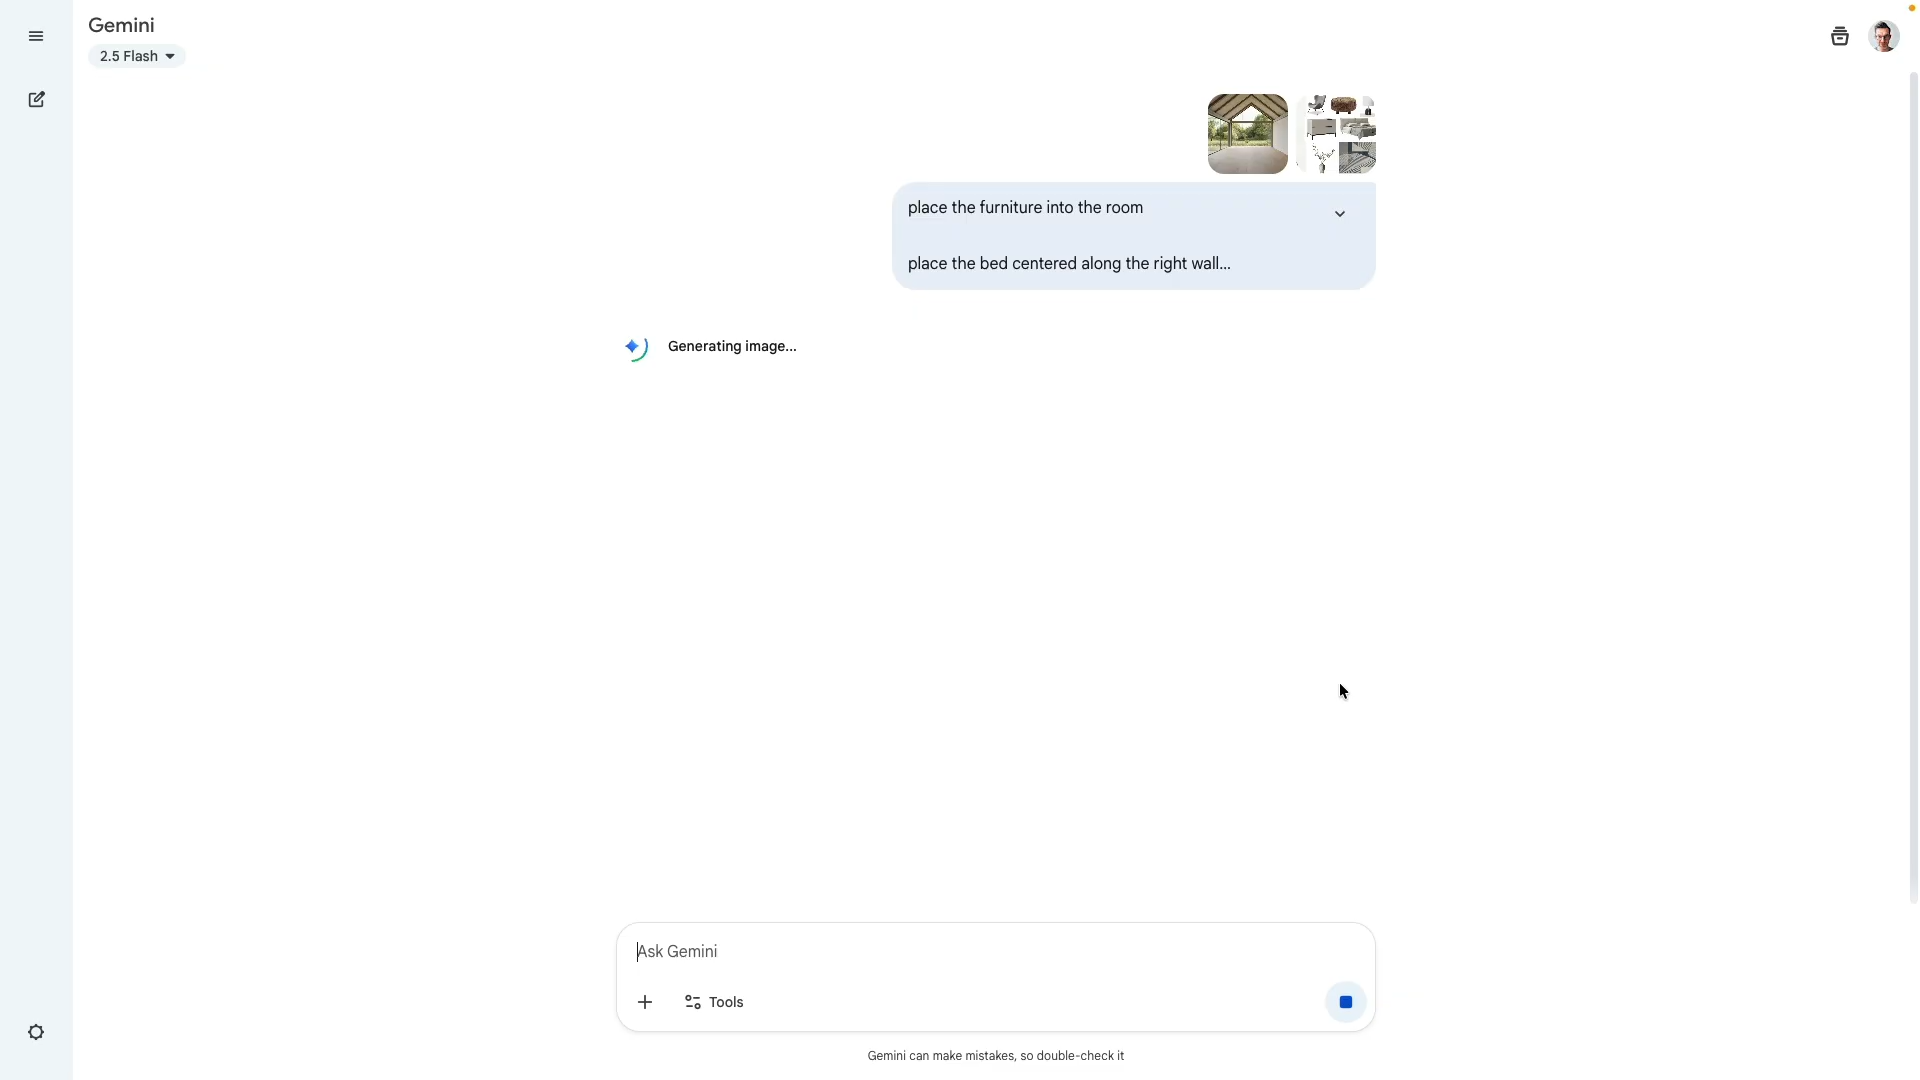 Gemini
2.5 Flash
place the furniture into the room
place the bed centered along the right wall...
Generating image...
Ask Gemini
Tools
Gemini can make mistakes, so double-check it